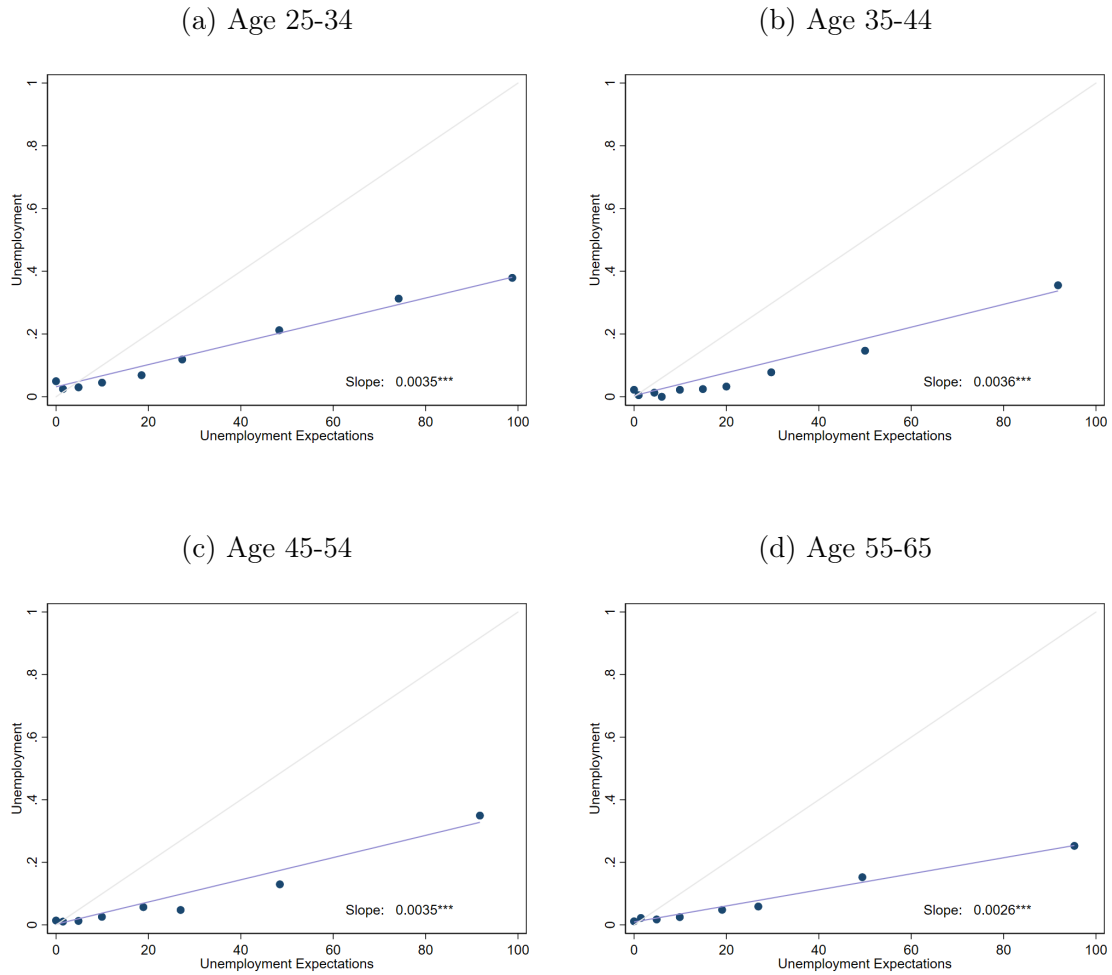 (a) Age 25-34
(b) Age 35-44
Unemployment
0 .2 .4 .6 .8 1
Slope: 0.0035***
0 20 40 60 80 100
Unemployment Expectations
Unemployment
0 .2 .4 .6 .8 1
Slope: 0.0036***
0 20 40 60 80 100
Unemployment Expectations
(c) Age 45-54
(d) Age 55-65
Unemployment
0 .2 .4 .6 .8 1
Slope: 0.0035***
0 20 40 60 80 100
Unemployment Expectations
Unemployment
0 .2 .4 .6 .8 1
Slope: 0.0026***
0 20 40 60 80 100
Unemployment Expectations